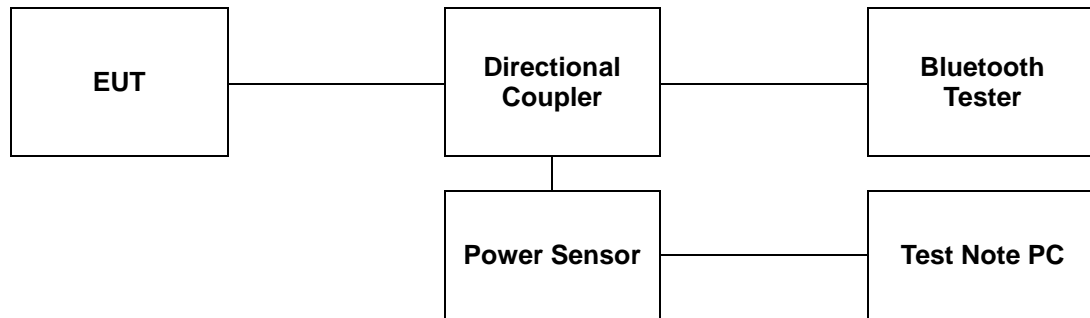 EUT
Directional
Coupler
Bluetooth
Tester
Power Sensor
Test Note PC